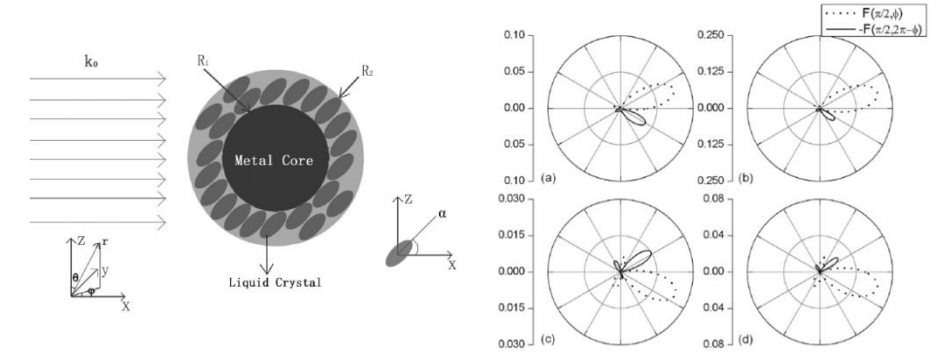 k₀
R₁
R₂
Metal Core
Liquid Crystal
Z
r
θ
y
φ
X
Z
α
X
F(π/2,ϕ)
-F(π/2,2π-ϕ)
0.10
0.05
0.00
0.05
0.10
(a)
0.250
0.125
0.000
0.125
0.250
(b)
0.030
0.015
0.000
0.015
0.030
(c)
0.08
0.04
0.00
0.04
0.08
(d)